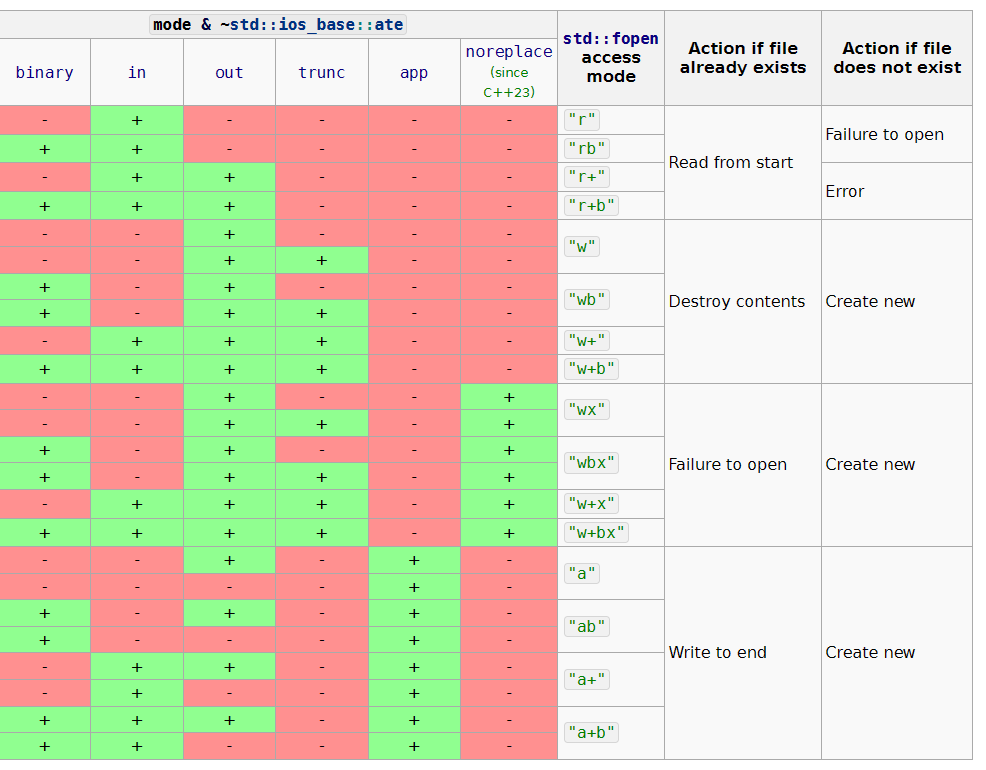 mode & ~std::ios_base::ate
std::fopen
access
mode
Action if file
already exists
Action if file
does not exist
binary in out trunc app noreplace
(since
C++23)
- + - - - - "r" Read from start Failure to open
+ + - - - - "rb"
- + + - - - "r+" Error
+ + + - - - "r+b"
- - + - - - "w" Destroy contents Create new
- - + + - -
+ - + - - - "wb"
+ - + + - -
- + + + - - "w+"
+ + + + - - "w+b"
- - + - - + "wx" Failure to open Create new
- - + + - +
+ - + - - + "wbx"
+ - + + - +
- + + + - + "w+x"
+ + + + - + "w+bx"
- - + - + - "a" Write to end Create new
- - - - + -
+ - + - + - "ab"
+ - - - + -
- + + - + - "a+"
- + - - + -
+ + + - + - "a+b"
+ + - - + -